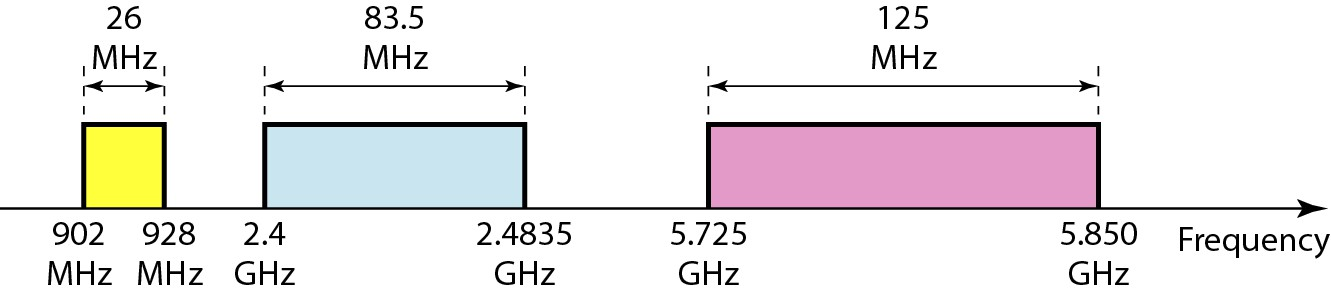 26
MHz
83.5
MHz
125
MHz
902
MHz
928
MHz
2.4
GHz
2.4835
GHz
5.725
GHz
5.850
GHz
Frequency